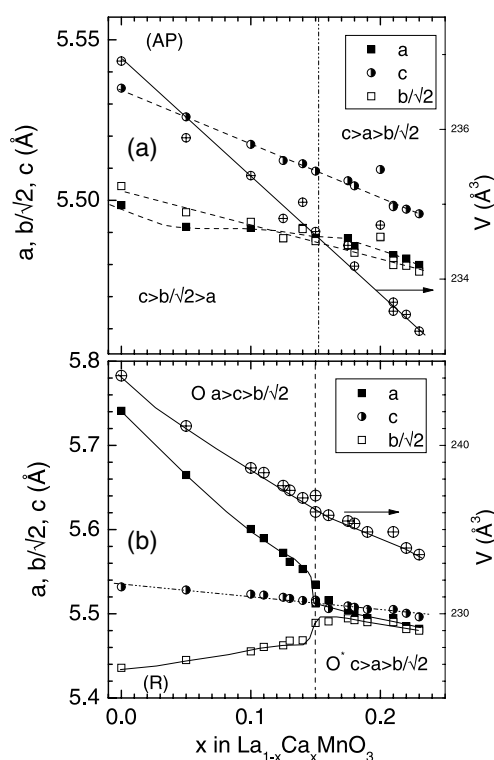 5.55
(AP)
a
c
b/√2
236
(a)
c>a>b/√2
a, b/√2, c (Å)
V (Å³)
5.50
234
c>b/√2>a
5.8
O a>c>b/√2
a
c
b/√2
240
5.7
a, b/√2, c (Å)
V (Å³)
(b)
5.6
5.5
230
O* c>a>b/√2
5.4
(R)
0.0
0.1
0.2
x in La₁₋ₓCaₓMnO₃